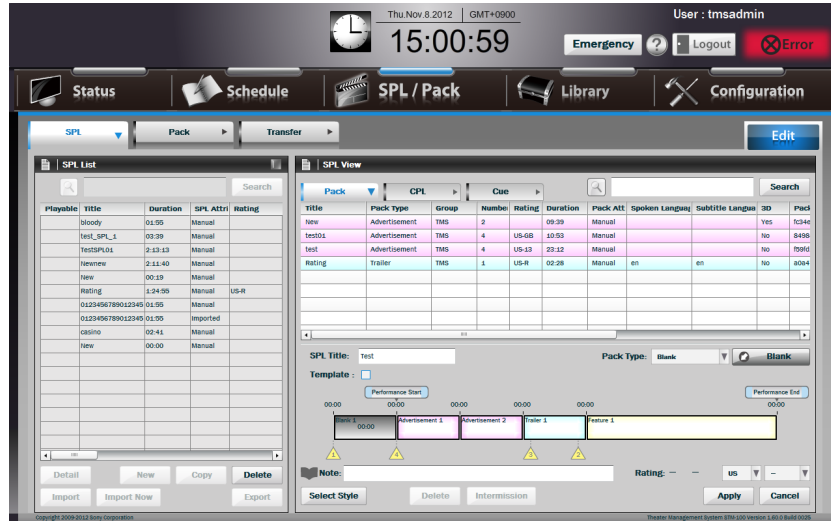 Thu.Nov.8.2012 GMT+0900
User : tmsadmin
15:00:59
Emergency ? Logout Error
Status Schedule SPL / Pack Library Configuration
SPL Pack Transfer
Edit
SPL List
Search
Playable Title Duration SPL Attri Rating
bloody 01:55 Manual
test_SPL_1 03:39 Manual
TestSPL01 2:13:13 Manual
Newnew 2:11:40 Manual
New 00:19 Manual
Rating 1:24:55 Manual US-R
0123456789012345 01:55 Manual
0123456789012345 01:55 Imported
casino 02:41 Manual
New 00:00 Manual
Detail New Copy Delete
Import Import Now Export
SPL View
Pack CPL Cue
Search
Title Pack Type Group Number Rating Duration Pack Att Spoken Languag Subtitle Langua 3D Pack
New Advertisement TMS 2 09:39 Manual Yes fc34e
test01 Advertisement TMS 4 US-GB 10:53 Manual No 8498
test Advertisement TMS 4 US-13 23:12 Manual No f59fd
Rating Trailer TMS 1 US-R 02:28 Manual en en No a0a4
SPL Title: Test
Pack Type: Blank Blank
Template :
Performance Start Performance End
00:00 00:00 00:00 00:00 00:00 00:00
Blank 1 00:00 Advertisement 1 Advertisement 2 Trailer 1 Feature 1
1 4 3 2
Note:
Rating: — – US –
Select Style Delete Intermission Apply Cancel
Copyright 2009-2012 Sony Corporation
Theater Management System STM-100 Version 1.60.0 Build 0025